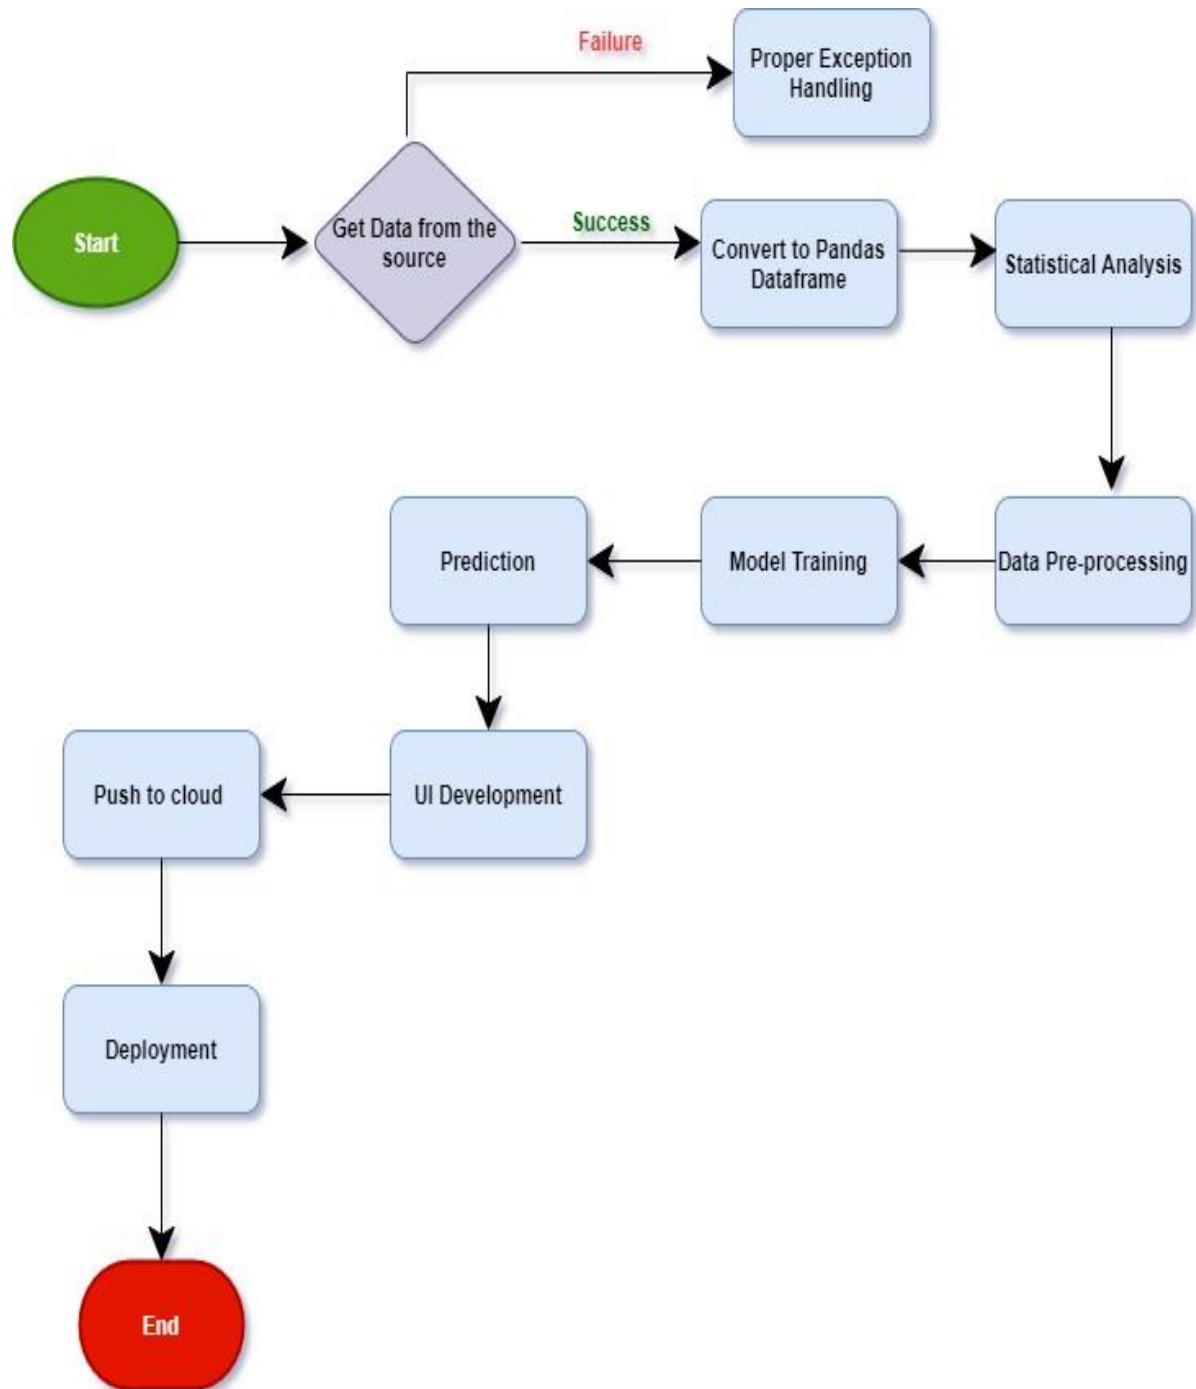 Failure
Proper Exception
Handling
Start
Get Data from the
source
Success
Convert to Pandas
Dataframe
Statistical Analysis
Prediction
Model Training
Data Pre-processing
Push to cloud
UI Development
Deployment
End